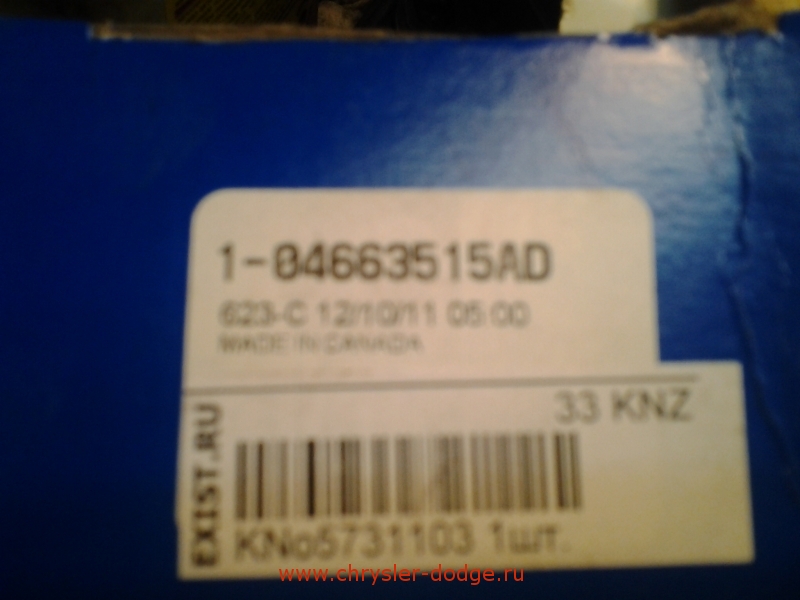 1-04663515AD
623-C 12/10/11 05:00
MADE IN CANADA
33 KNZ
EXIST.RU
KNo5731103 1шт.
www.chrysler-dodge.ru